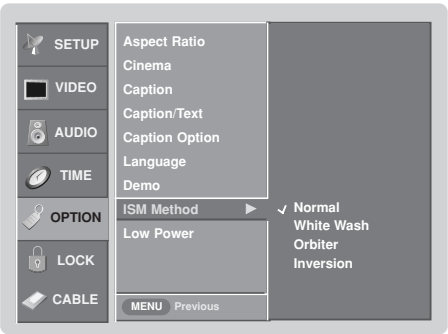 SETUP
VIDEO
AUDIO
TIME
OPTION
LOCK
CABLE
Aspect Ratio
Cinema
Caption
Caption/Text
Caption Option
Language
Demo
ISM Method
Low Power
MENU Previous
Normal
White Wash
Orbiter
Inversion